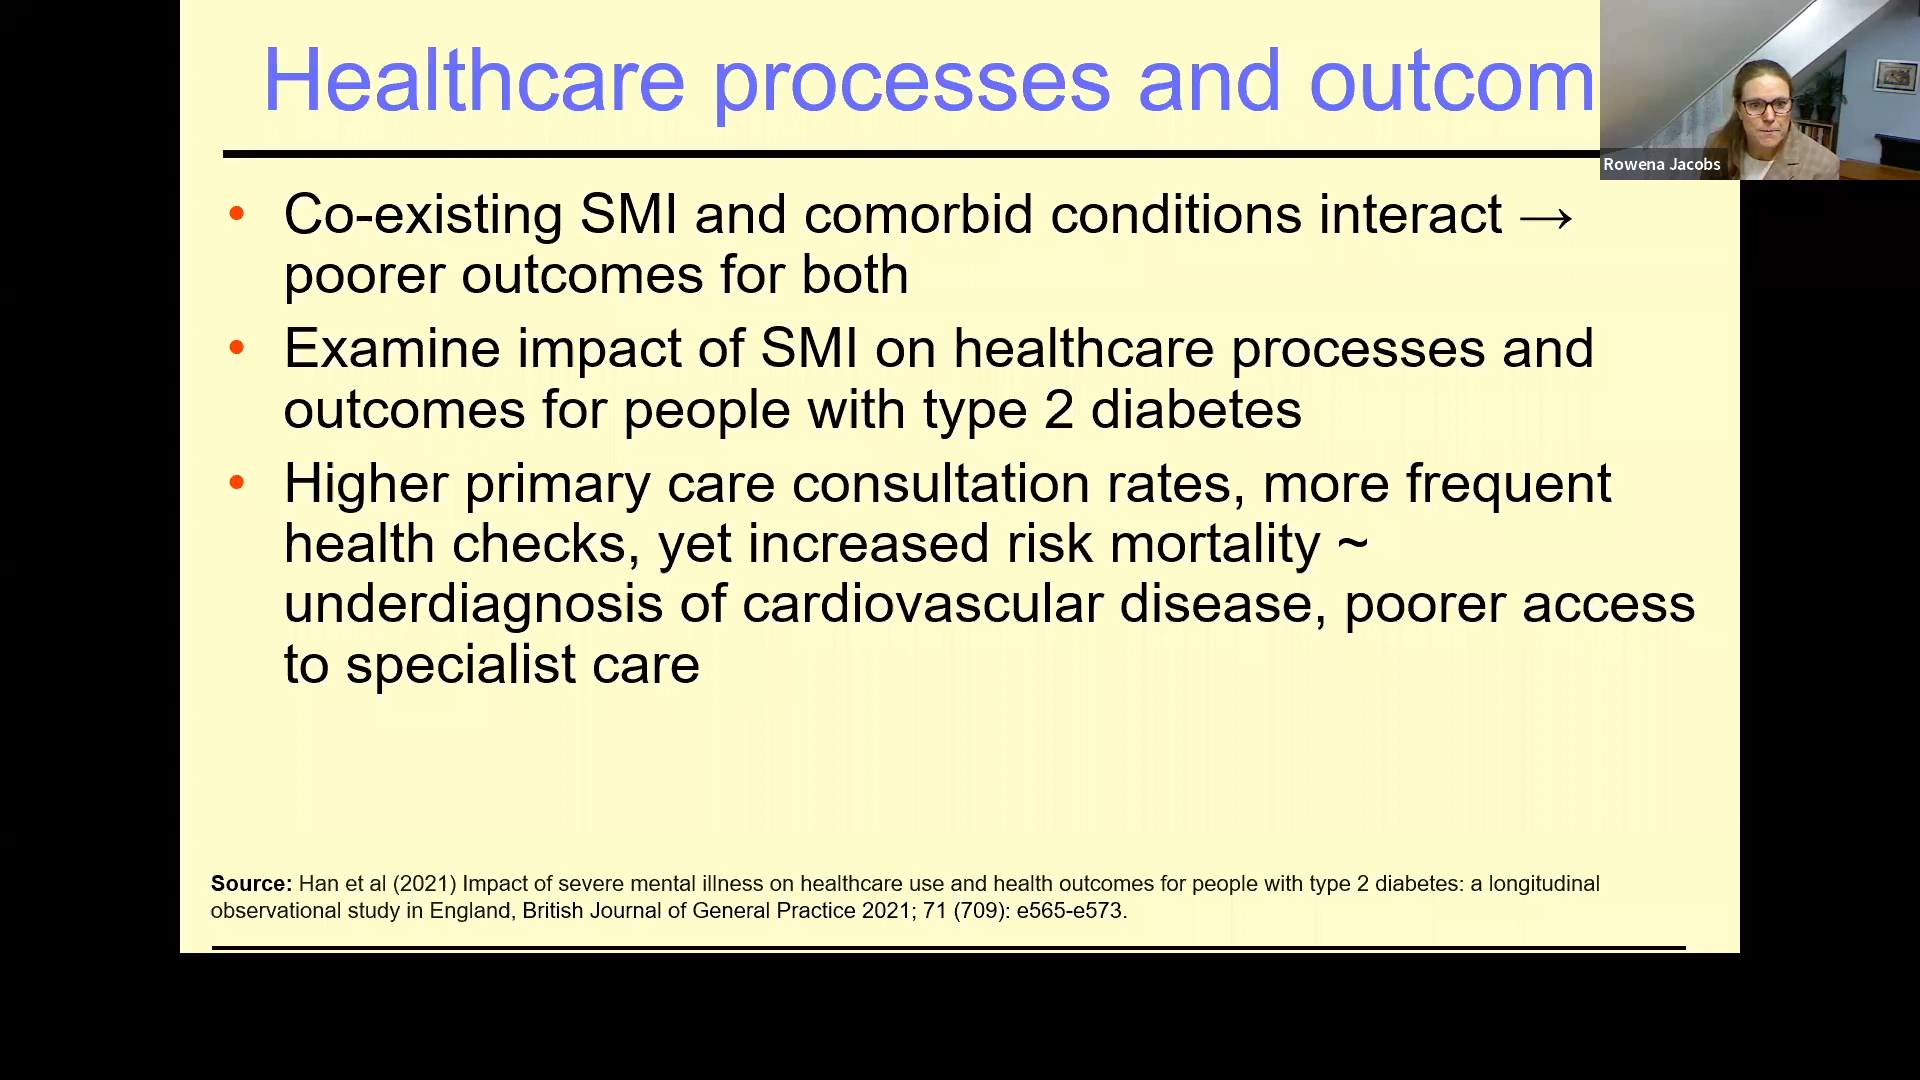 Healthcare processes and outcom
Rowena Jacobs
• Co-existing SMI and comorbid conditions interact →
poorer outcomes for both
• Examine impact of SMI on healthcare processes and
outcomes for people with type 2 diabetes
• Higher primary care consultation rates, more frequent
health checks, yet increased risk mortality ~
underdiagnosis of cardiovascular disease, poorer access
to specialist care
Source: Han et al (2021) Impact of severe mental illness on healthcare use and health outcomes for people with type 2 diabetes: a longitudinal
observational study in England, British Journal of General Practice 2021; 71 (709): e565-e573.